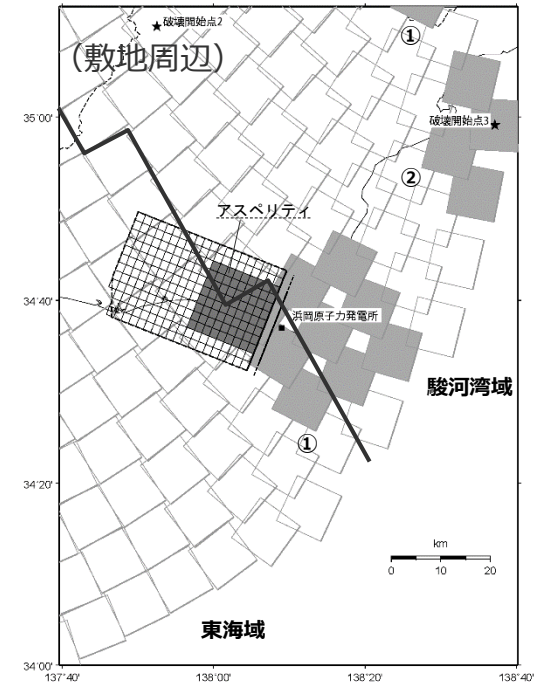 ★破壊開始点2
（敷地周辺）
①
35°00'
破壊開始点3★
②
アスペリティ
34°40'
浜岡原子力発電所
駿河湾域
①
34°20'
km
0 10 20
東海域
34°00'
137°40' 138°00' 138°20' 138°40'